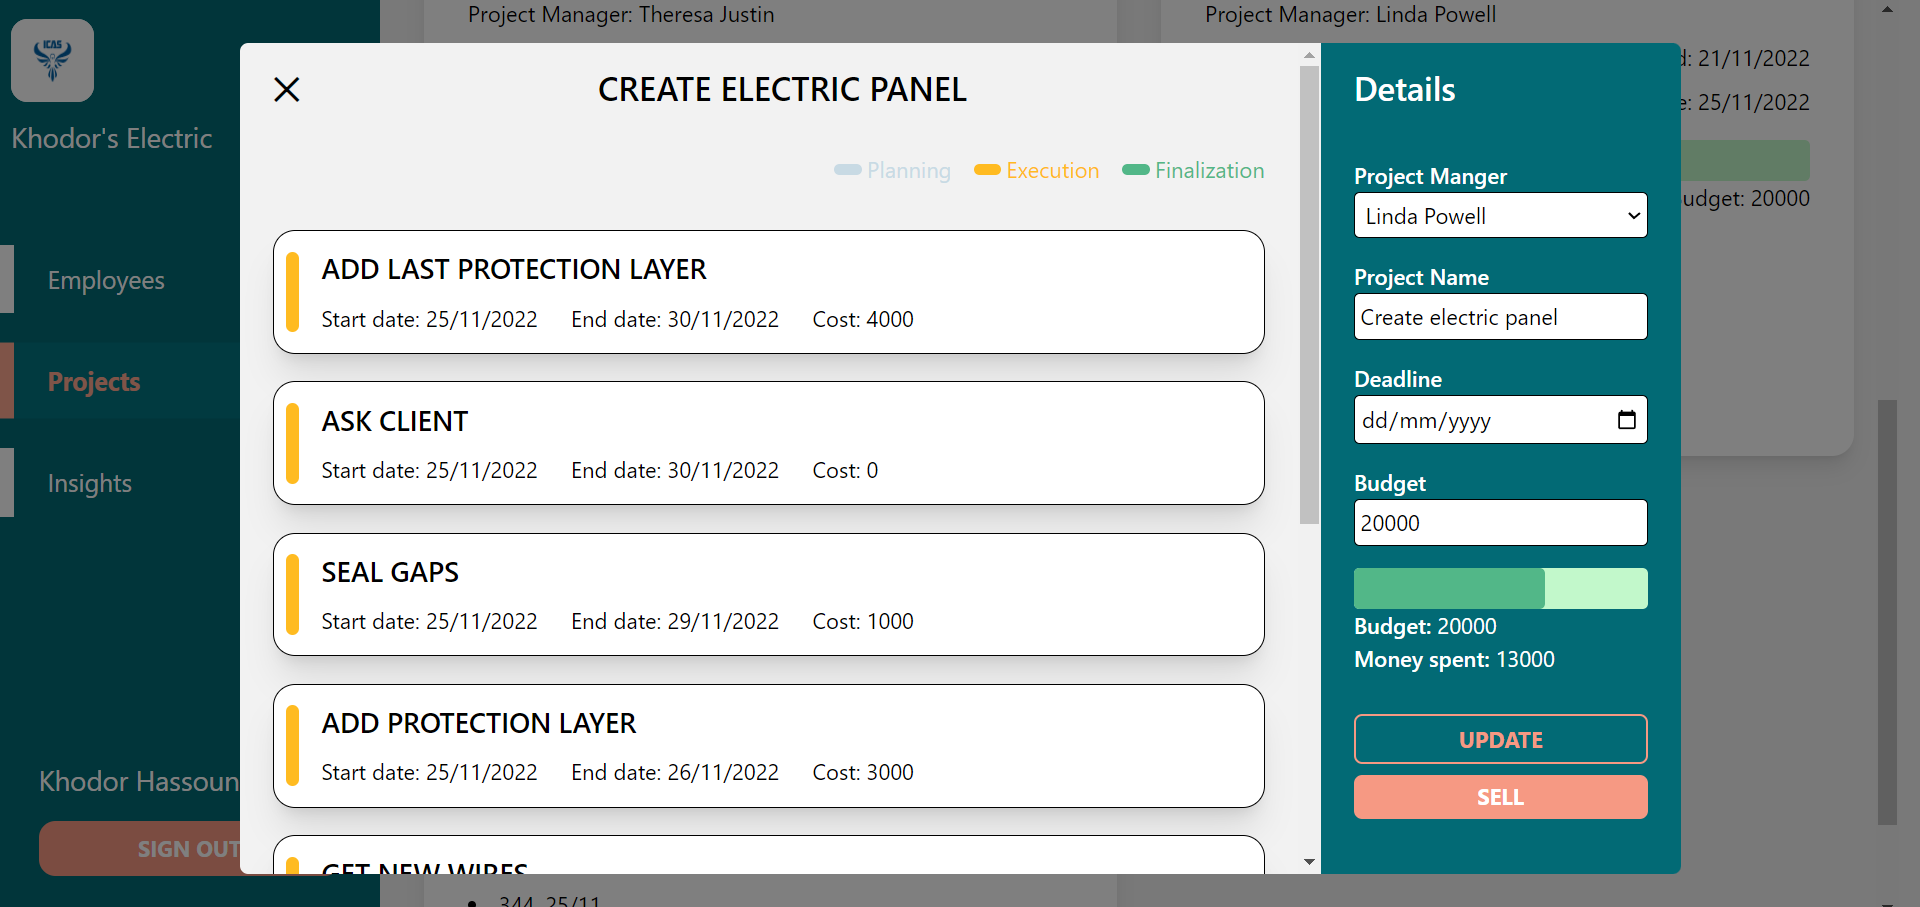 Project Manager: Theresa Justin
Project Manager: Linda Powell
ICAS
Khodor's Electric
Employees
Projects
Insights
Khodor Hassoun
SIGN OUT
CREATE ELECTRIC PANEL
Planning Execution Finalization
ADD LAST PROTECTION LAYER
Start date: 25/11/2022 End date: 30/11/2022 Cost: 4000
ASK CLIENT
Start date: 25/11/2022 End date: 30/11/2022 Cost: 0
SEAL GAPS
Start date: 25/11/2022 End date: 29/11/2022 Cost: 1000
ADD PROTECTION LAYER
Start date: 25/11/2022 End date: 26/11/2022 Cost: 3000
GET NEW WIRES
Details
Project Manger
Linda Powell
Project Name
Create electric panel
Deadline
dd/mm/yyyy
Budget
20000
Budget: 20000
Money spent: 13000
UPDATE
SELL
d: 21/11/2022
e: 25/11/2022
udget: 20000
344, 25/11